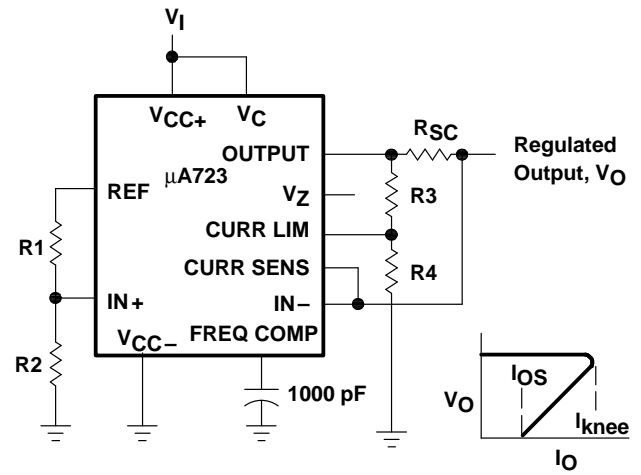 VI
VCC+
VC
RSC
OUTPUT
Regulated
Output, VO
μA723
REF
VZ
R3
R1
CURR LIM
CURR SENS
R4
IN+
IN−
R2
VCC−
FREQ COMP
1000 pF
IOS
VO
Iknee
IO